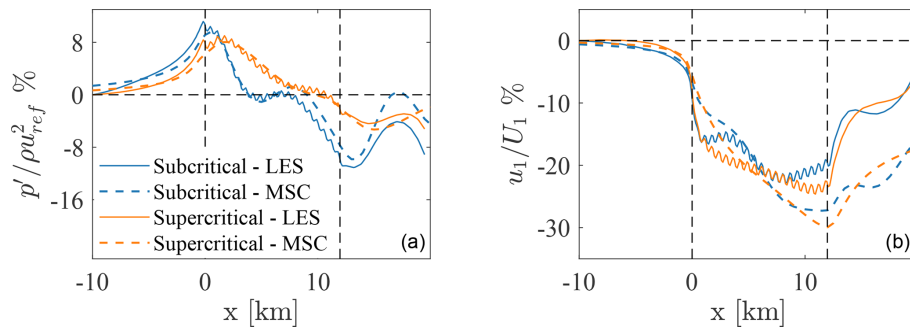 8
0
-8
-16
p'/ρu²ref %
Subcritical - LES
Subcritical - MSC
Supercritical - LES
Supercritical - MSC
(a)
-10
0
10
x [km]
0
-10
-20
-30
u₁/U₁ %
(b)
-10
0
10
x [km]